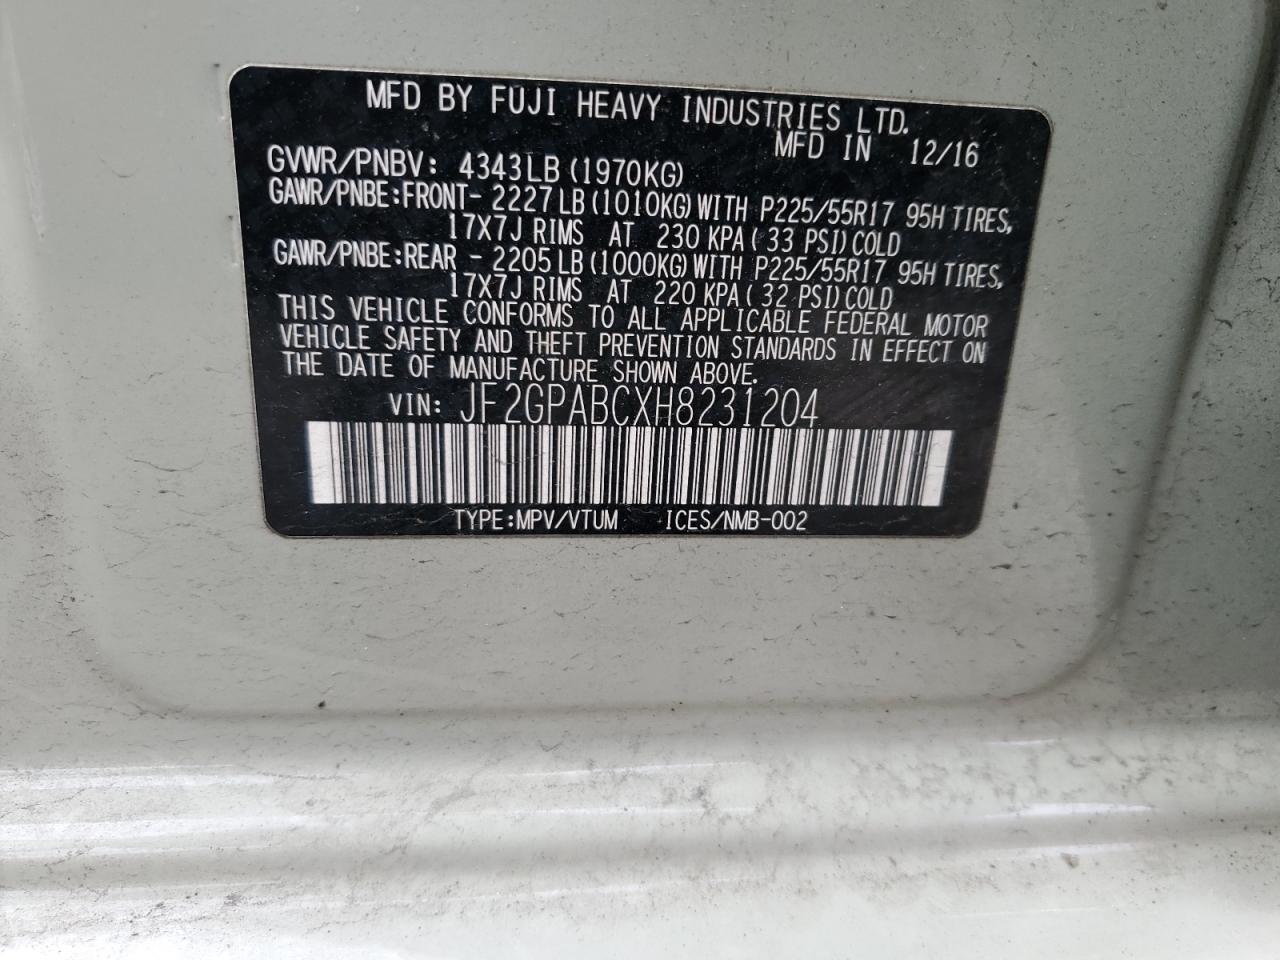 MFD BY FUJI HEAVY INDUSTRIES LTD.
MFD IN 12/16
GVWR/PNBV: 4343LB (1970KG)
GAWR/PNBE:FRONT- 2227 LB (1010KG) WITH P225/55R17 95H TIRES,
17X7J RIMS AT 230 KPA ( 33 PSI) COLD
GAWR/PNBE:REAR - 2205 LB (1000KG) WITH P225/55R17 95H TIRES,
17X7J RIMS AT 220 KPA ( 32 PSI) COLD
THIS VEHICLE CONFORMS TO ALL APPLICABLE FEDERAL MOTOR
VEHICLE SAFETY AND THEFT PREVENTION STANDARDS IN EFFECT ON
THE DATE OF MANUFACTURE SHOWN ABOVE.
VIN: JF2GPABCXH8231204
TYPE:MPV/VTUM ICES/NMB-002